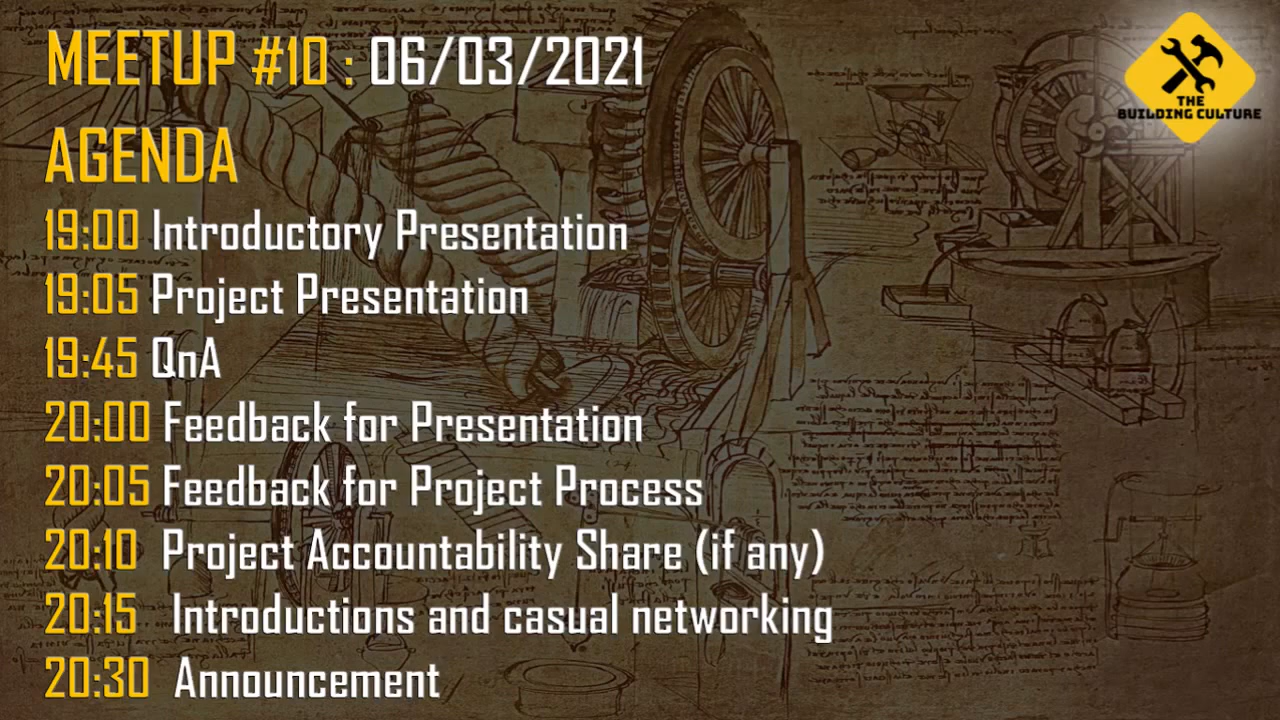 MEETUP #10 : 06/03/2021
THE
BUILDING CULTURE
AGENDA
19:00 Introductory Presentation
19:05 Project Presentation
19:45 QnA
20:00 Feedback for Presentation
20:05 Feedback for Project Process
20:10 Project Accountability Share (if any)
20:15 Introductions and casual networking
20:30 Announcement